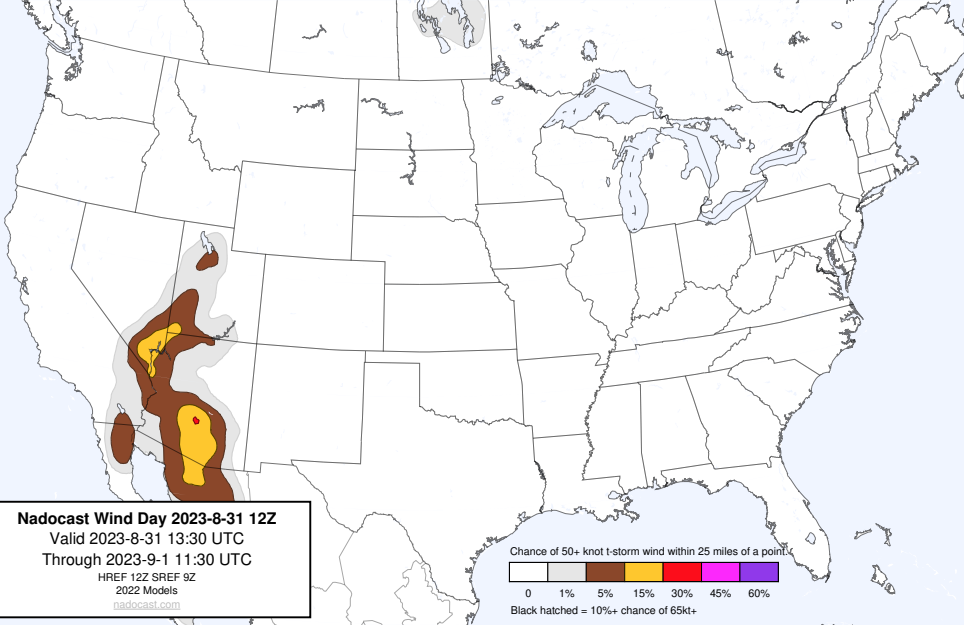 Nadocast Wind Day 2023-8-31 12Z
Valid 2023-8-31 13:30 UTC
Through 2023-9-1 11:30 UTC
HREF 12Z SREF 9Z
2022 Models
nadocast.com
Chance of 50+ knot t-storm wind within 25 miles of a point.
0 1% 5% 15% 30% 45% 60%
Black hatched = 10%+ chance of 65kt+